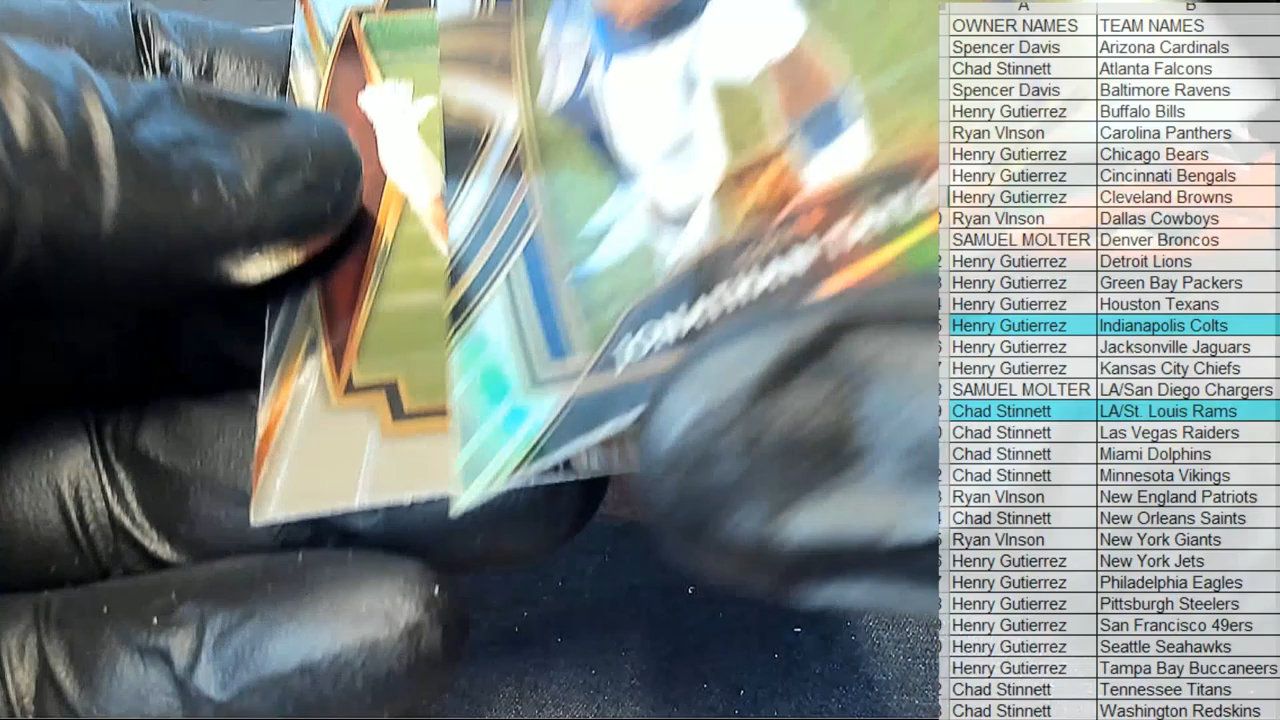 A B
OWNER NAMES TEAM NAMES
Spencer Davis Arizona Cardinals
Chad Stinnett Atlanta Falcons
Spencer Davis Baltimore Ravens
Henry Gutierrez Buffalo Bills
Ryan VInson Carolina Panthers
Henry Gutierrez Chicago Bears
Henry Gutierrez Cincinnati Bengals
Henry Gutierrez Cleveland Browns
Ryan VInson Dallas Cowboys
SAMUEL MOLTER Denver Broncos
Henry Gutierrez Detroit Lions
Henry Gutierrez Green Bay Packers
Henry Gutierrez Houston Texans
Henry Gutierrez Indianapolis Colts
Henry Gutierrez Jacksonville Jaguars
Henry Gutierrez Kansas City Chiefs
SAMUEL MOLTER LA/San Diego Chargers
Chad Stinnett LA/St. Louis Rams
Chad Stinnett Las Vegas Raiders
Chad Stinnett Miami Dolphins
Chad Stinnett Minnesota Vikings
Ryan VInson New England Patriots
Chad Stinnett New Orleans Saints
Ryan VInson New York Giants
Henry Gutierrez New York Jets
Henry Gutierrez Philadelphia Eagles
Henry Gutierrez Pittsburgh Steelers
Henry Gutierrez San Francisco 49ers
Henry Gutierrez Seattle Seahawks
Henry Gutierrez Tampa Bay Buccaneers
Chad Stinnett Tennessee Titans
Chad Stinnett Washington Redskins